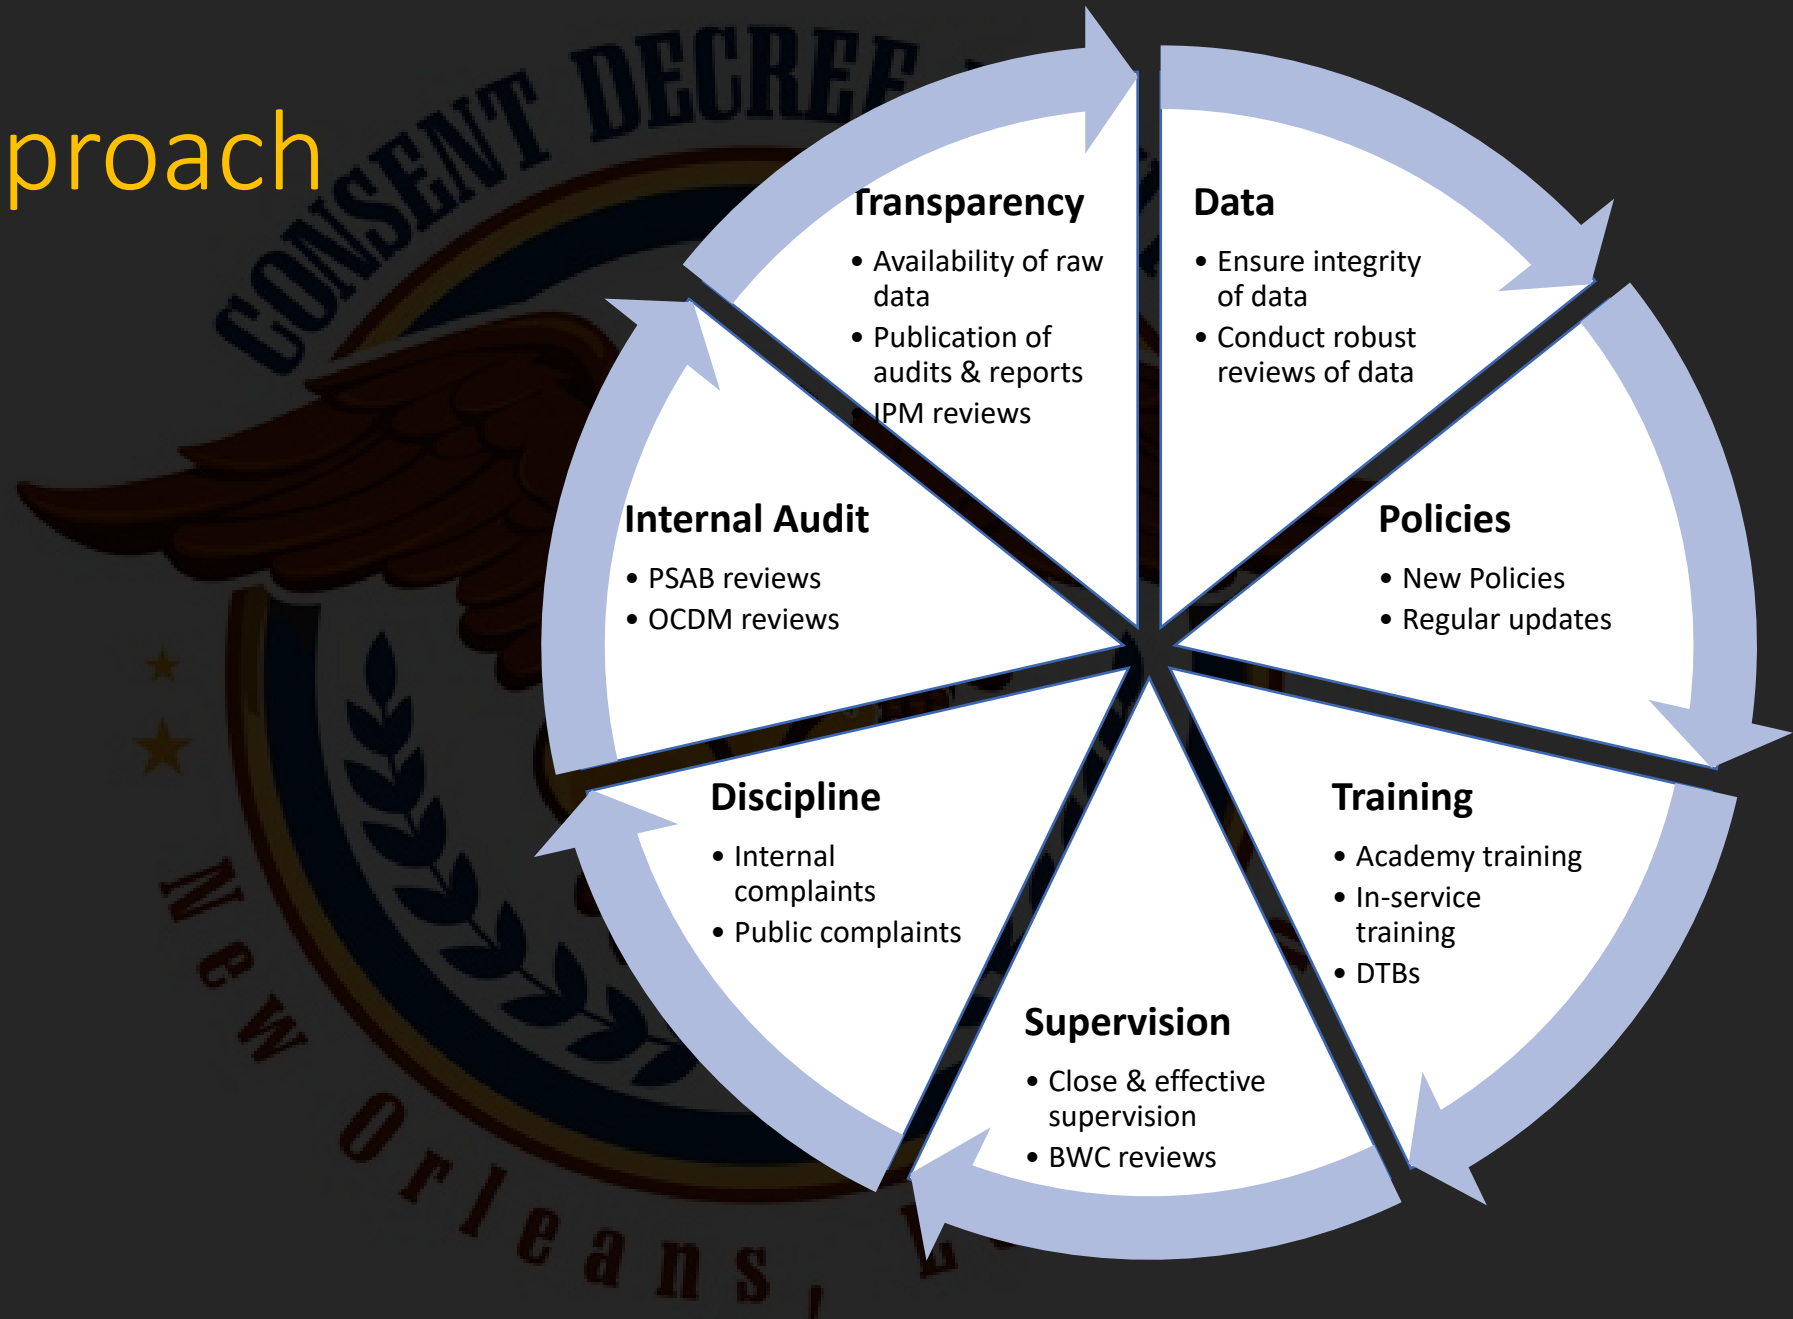 proach
CONSENT DECREE
New Orleans,
Transparency
• Availability of raw
data
• Publication of
audits & reports
• IPM reviews
Data
• Ensure integrity
of data
• Conduct robust
reviews of data
Policies
• New Policies
• Regular updates
Training
• Academy training
• In-service
training
• DTBs
Supervision
• Close & effective
supervision
• BWC reviews
Discipline
• Internal
complaints
• Public complaints
Internal Audit
• PSAB reviews
• OCDM reviews